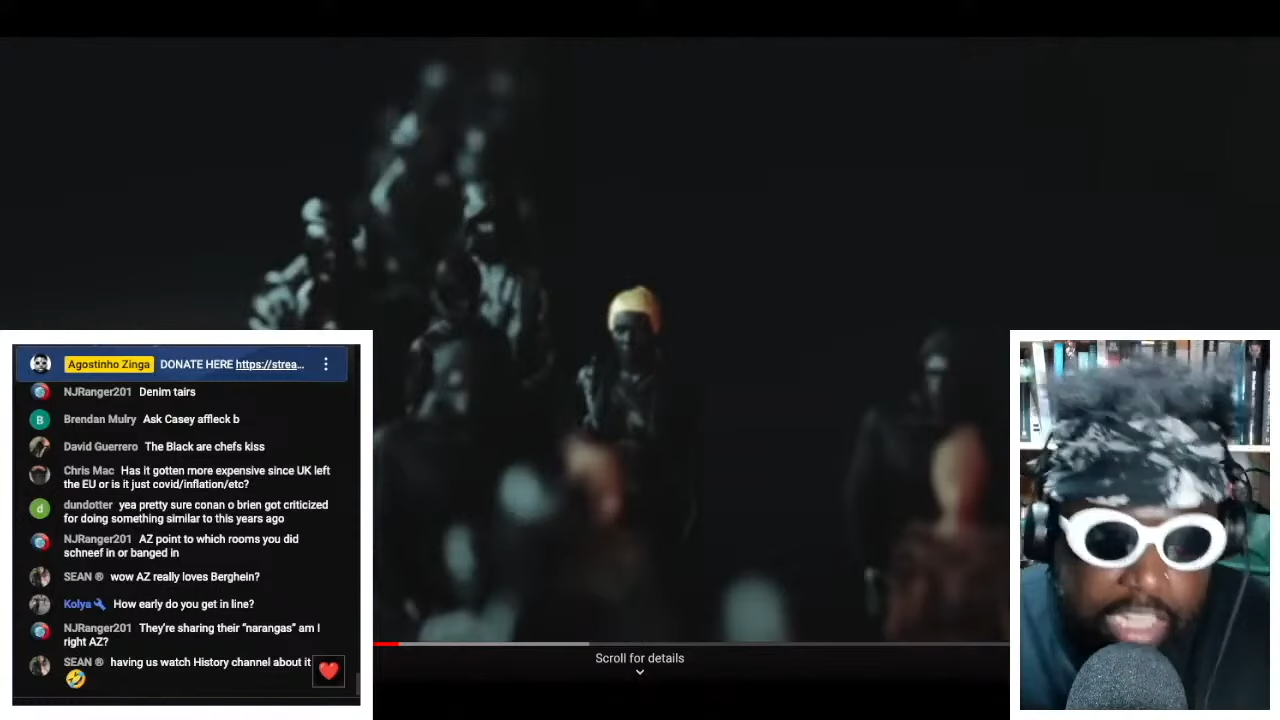 Agostinho Zinga DONATE HERE https://strea...
NJRanger201 Denim tairs
B Brendan Mulry Ask Casey affleck b
David Guerrero The Black are chefs kiss
Chris Mac Has it gotten more expensive since UK left
the EU or is it just covid/inflation/etc?
d dundotter yea pretty sure conan o brien got criticized
for doing something similar to this years ago
NJRanger201 AZ point to which rooms you did
schneef in or banged in
SEAN ® wow AZ really loves Berghein?
Kolya How early do you get in line?
NJRanger201 They're sharing their “narangas” am I
right AZ?
SEAN ® having us watch History channel about it
🤣
Scroll for details